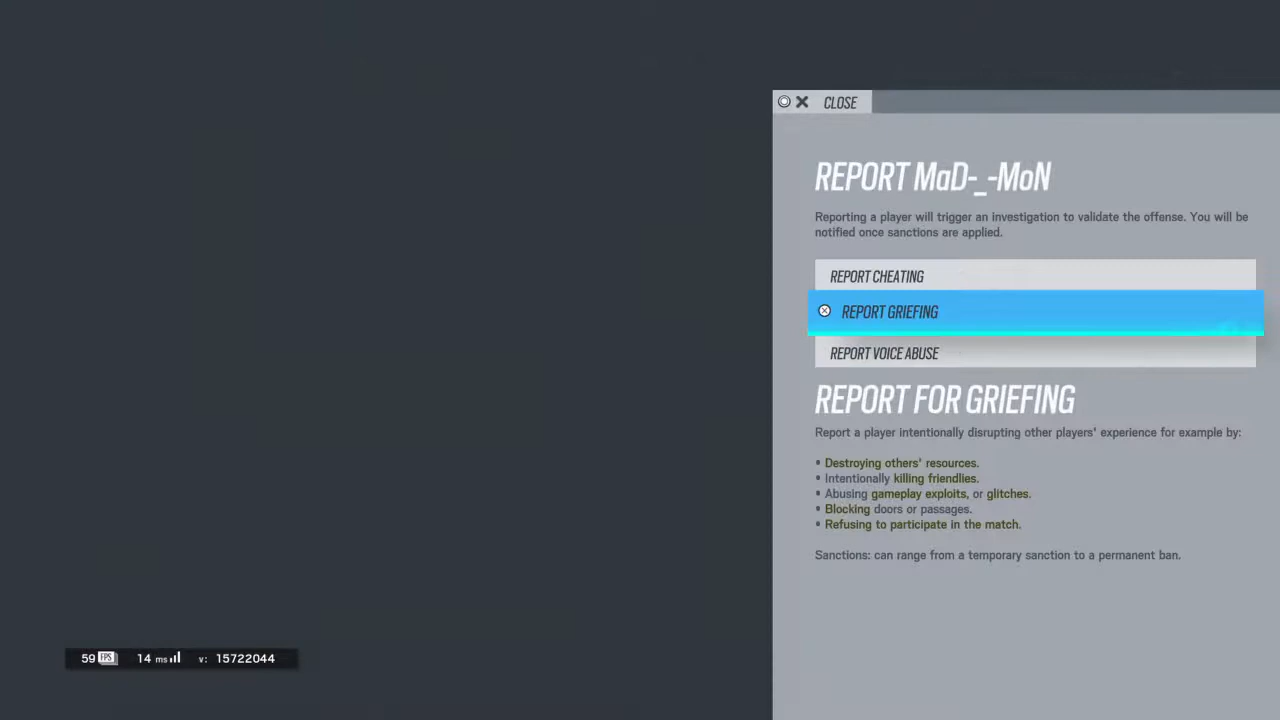 CLOSE
REPORT MaD-_-MoN
Reporting a player will trigger an investigation to validate the offense. You will be
notified once sanctions are applied.
REPORT CHEATING
REPORT GRIEFING
REPORT VOICE ABUSE
REPORT FOR GRIEFING
Report a player intentionally disrupting other players' experience for example by:
• Destroying others' resources.
• Intentionally killing friendlies.
• Abusing gameplay exploits, or glitches.
• Blocking doors or passages.
• Refusing to participate in the match.
Sanctions: can range from a temporary sanction to a permanent ban.
59 FPS 14 ms v: 15722044